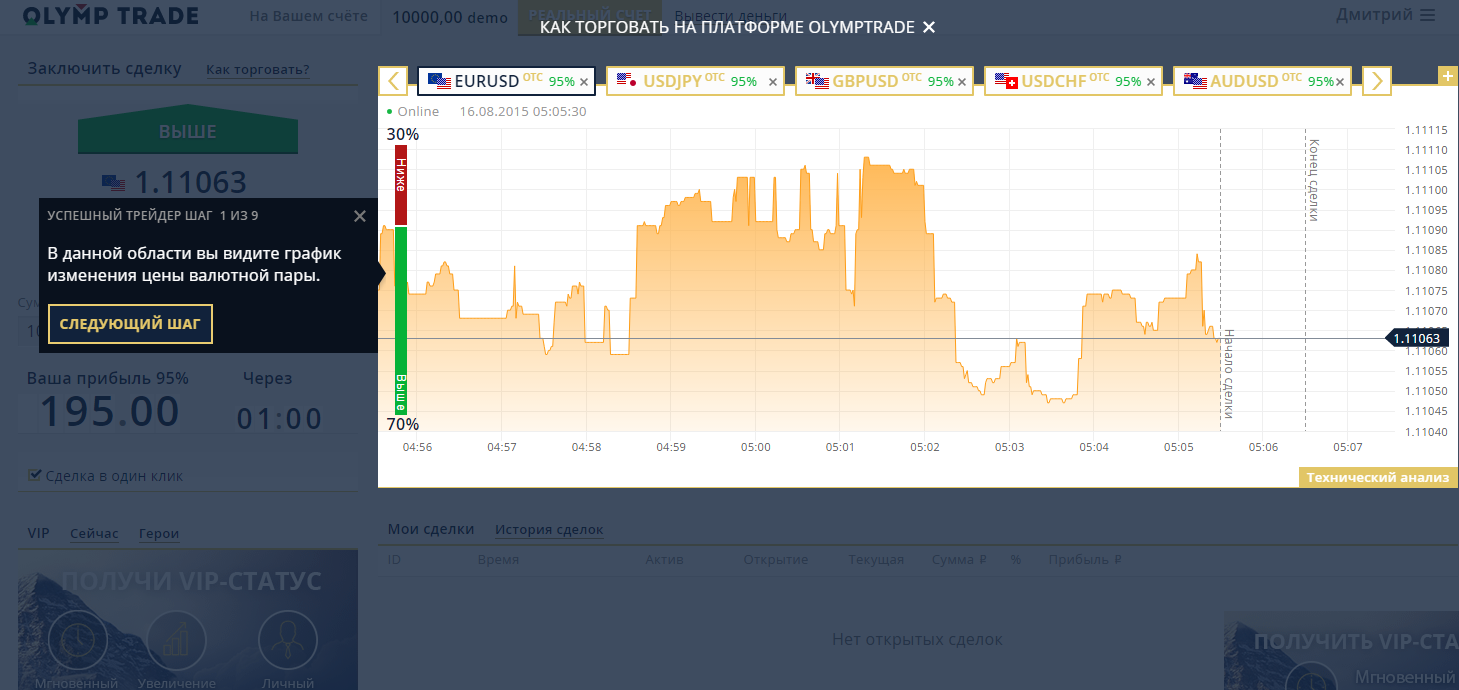 OLYMP TRADE
На Вашем счёте
10000,00 demo
РЕАЛЬНЫЙ СЧЕТ
Вывести деньги
Дмитрий
КАК ТОРГОВАТЬ НА ПЛАТФОРМЕ OLYMPTRADE ×
Заключить сделку
Как торговать?
ВЫШЕ
1.11063
УСПЕШНЫЙ ТРЕЙДЕР ШАГ 1 ИЗ 9 ×
В данной области вы видите график
изменения цены валютной пары.
СЛЕДУЮЩИЙ ШАГ
Ваша прибыль 95%
Через
195.00
01:00
Сделка в один клик
VIP
Сейчас
Герои
ПОЛУЧИ VIP-СТАТУС
Мгновенный
Увеличение
Личный
EURUSD OTC 95% ×
USDJPY OTC 95% ×
GBPUSD OTC 95% ×
USDCHF OTC 95% ×
AUDUSD OTC 95% ×
+
Online
16.08.2015 05:05:30
30%
Ниже
Выше
70%
Начало сделки
Конец сделки
1.11115
1.11110
1.11105
1.11100
1.11095
1.11090
1.11085
1.11080
1.11075
1.11070
1.11063
1.11060
1.11055
1.11050
1.11045
1.11040
04:56
04:57
04:58
04:59
05:00
05:01
05:02
05:03
05:04
05:05
05:06
05:07
Технический анализ
Мои сделки
История сделок
ID
Время
Актив
Открытие
Текущая
Сумма ₽
%
Прибыль ₽
Нет открытых сделок
ПОЛУЧИТЬ VIP-СТА
Мгновенный